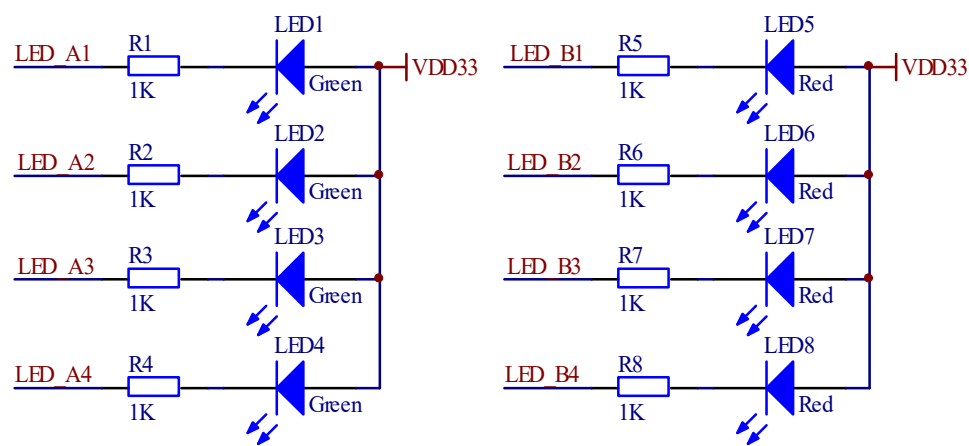 LED1
LED_A1
R1
VDD33
1K
Green
LED2
LED_A2
R2
1K
Green
LED3
LED_A3
R3
1K
Green
LED4
LED_A4
R4
1K
Green
LED5
LED_B1
R5
VDD33
1K
Red
LED6
LED_B2
R6
1K
Red
LED7
LED_B3
R7
1K
Red
LED8
LED_B4
R8
1K
Red